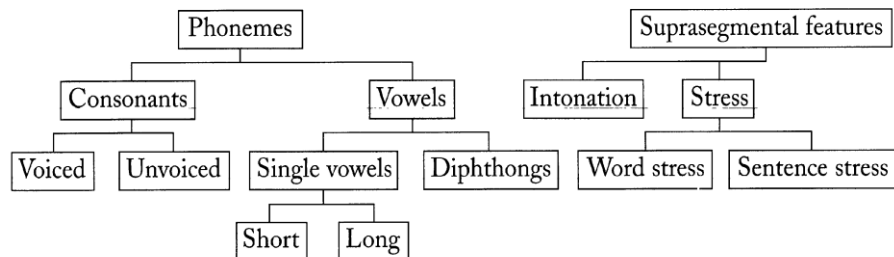 Phonemes
Suprasegmental features
Consonants
Vowels
Intonation
Stress
Voiced
Unvoiced
Single vowels
Diphthongs
Word stress
Sentence stress
Short
Long